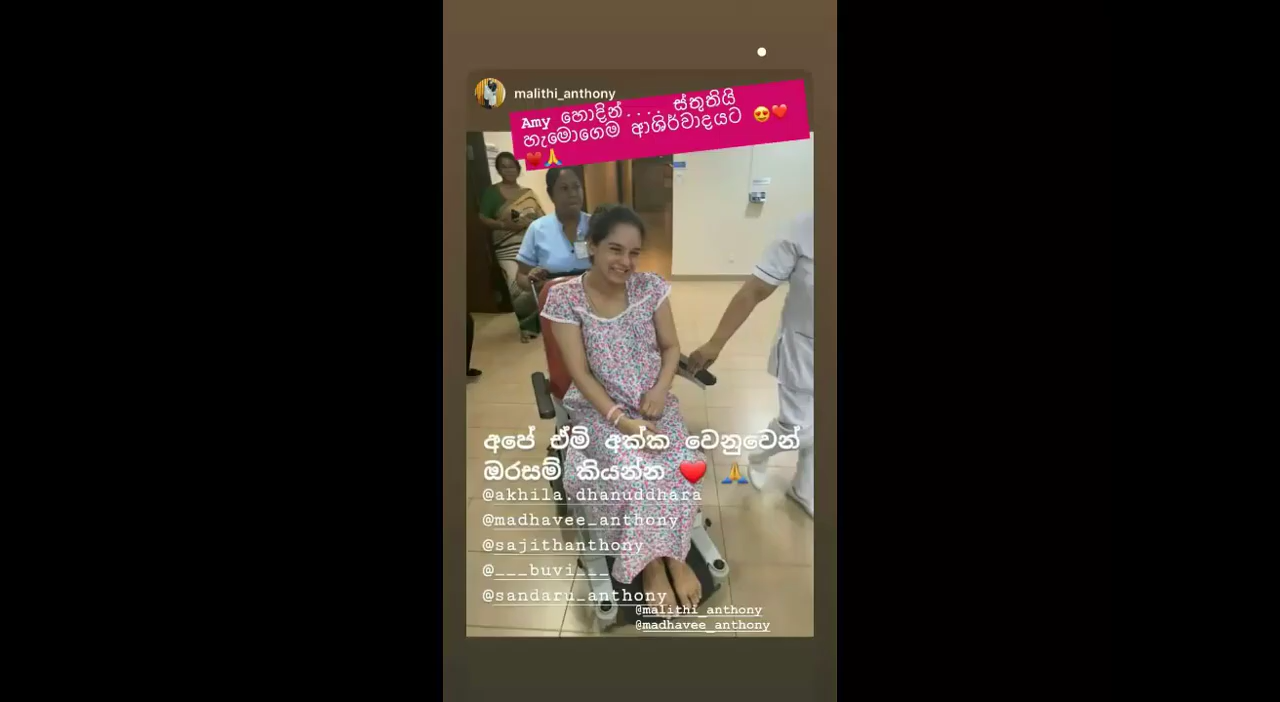 malithi_anthony
Amy හොදින්.... ස්තූතියි
හැමොගෙම ආශිර්වාදයට 😍❤️
❤️🙏
අපේ ඒමි අක්ක වෙනුවෙන්
ඔරසම් කියන්න ❤️ 🙏
@akhila.dhanuddhara
@madhavee_anthony
@sajithanthony
@___buvi___
@sandaru_anthony
@malithi_anthony
@madhavee_anthony